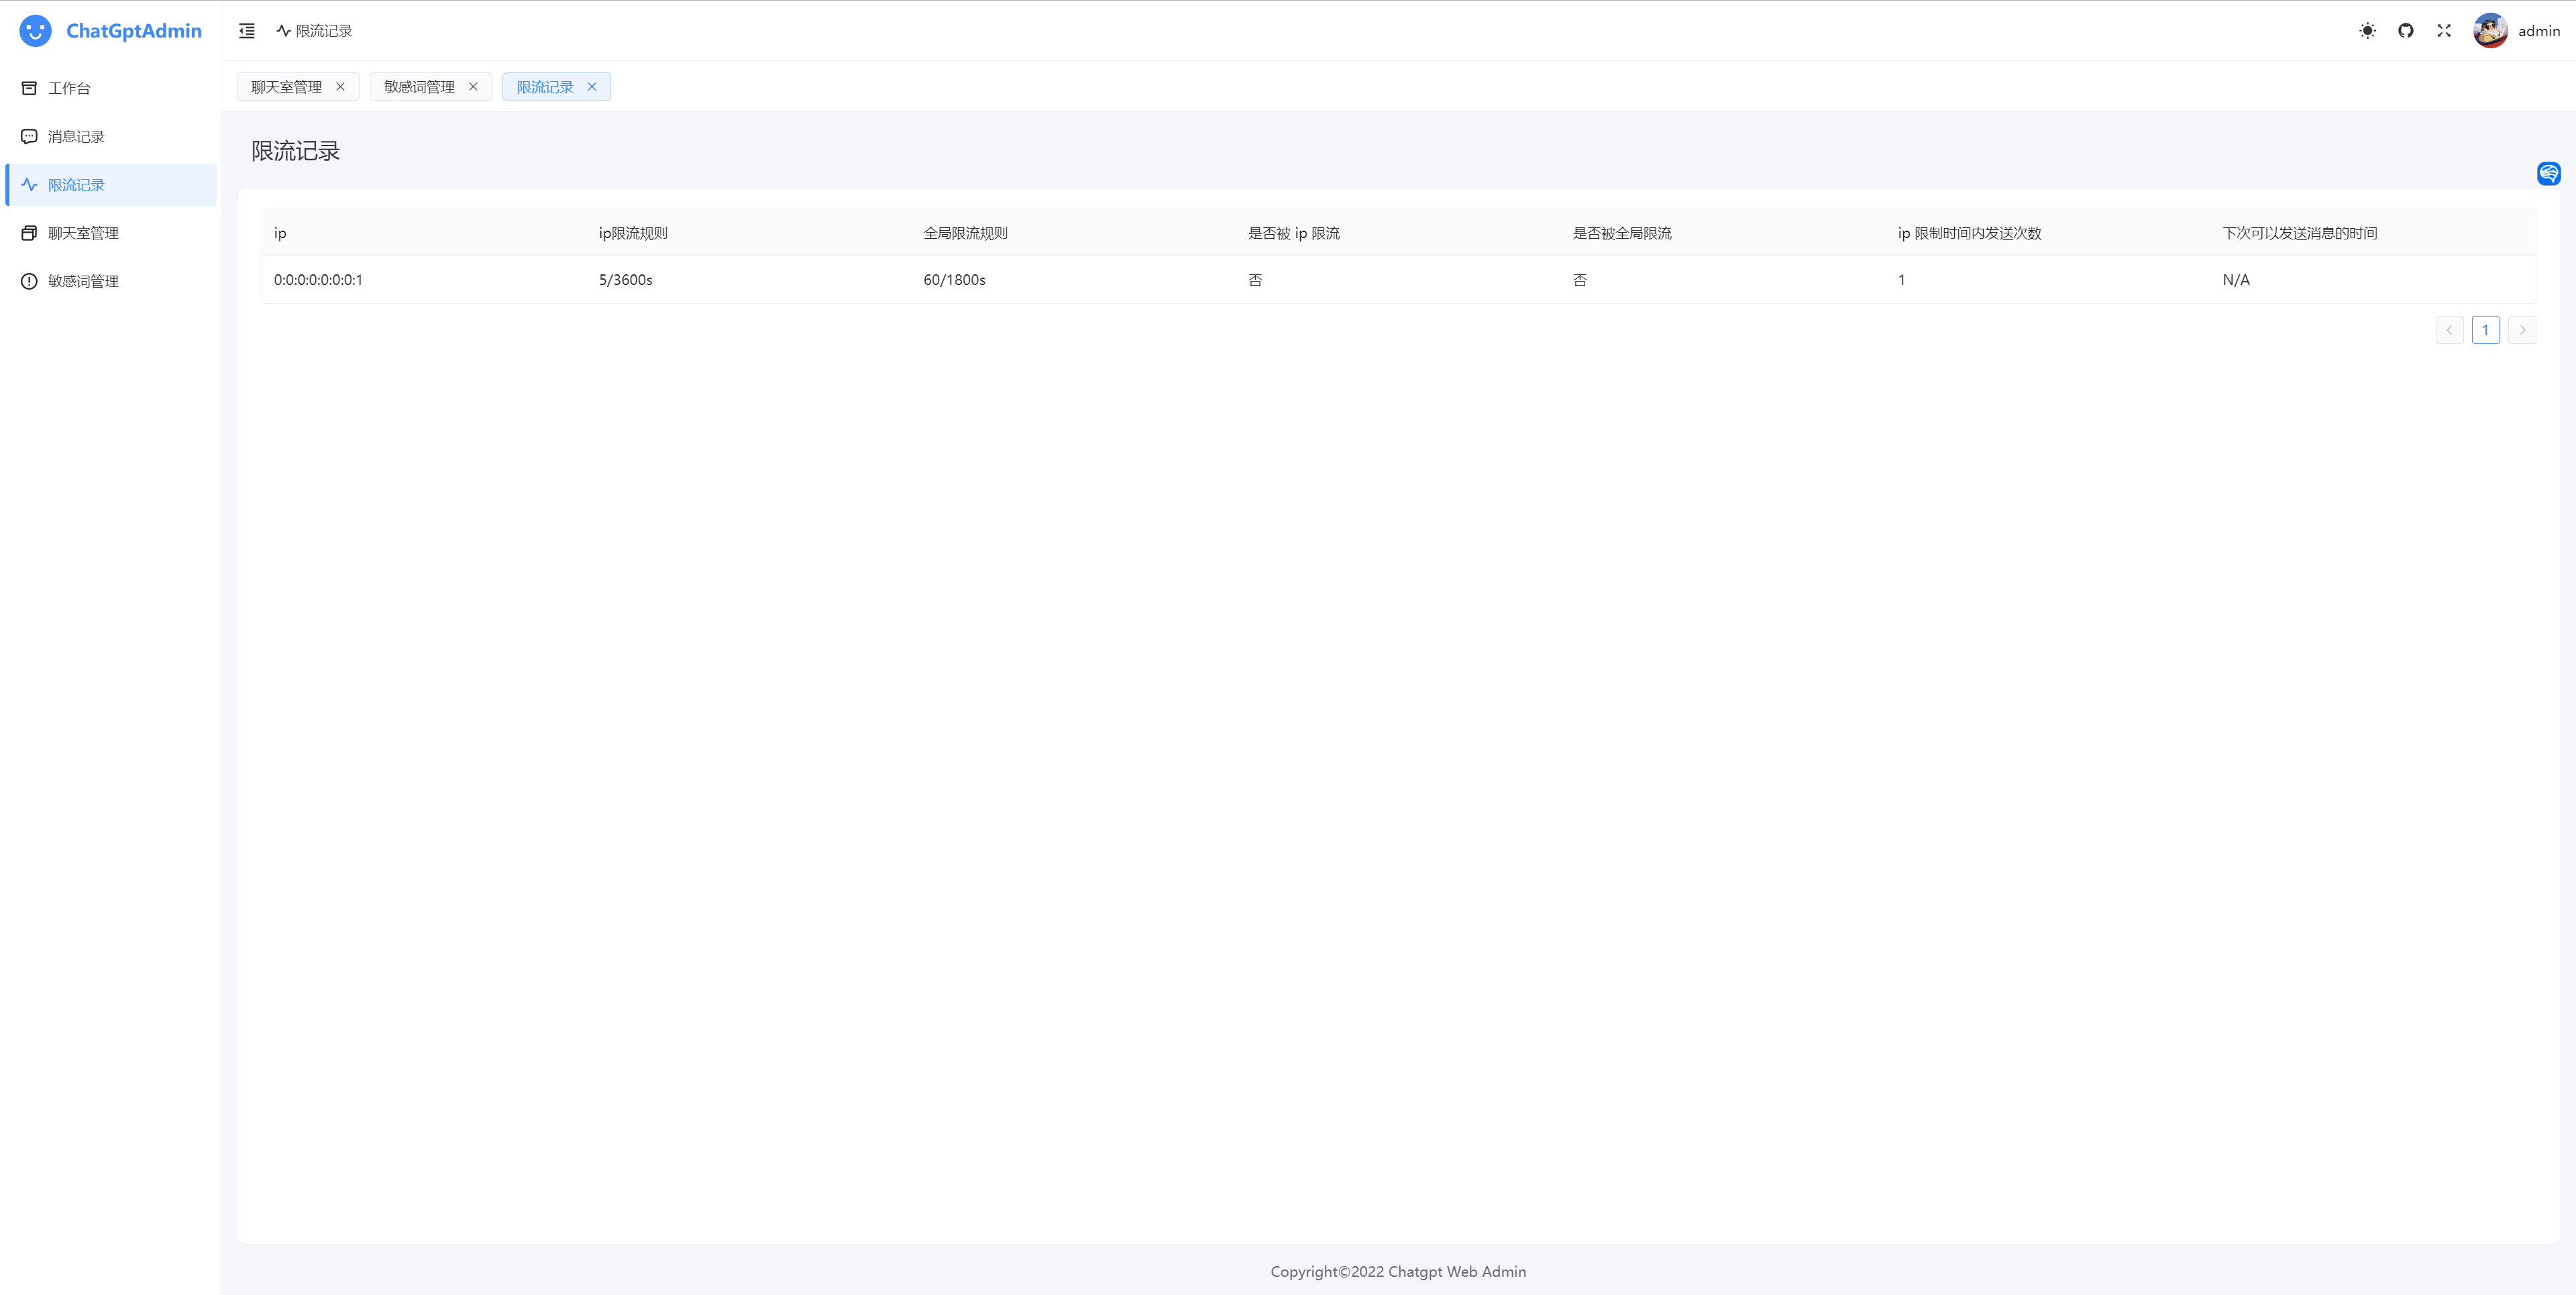 ChatGptAdmin
限流记录
admin
工作台
消息记录
限流记录
聊天室管理
敏感词管理
聊天室管理
敏感词管理
限流记录
限流记录
ip ip限流规则 全局限流规则 是否被 ip 限流 是否被全局限流 ip 限制时间内发送次数 下次可以发送消息的时间
0:0:0:0:0:0:0:1 5/3600s 60/1800s 否 否 1 N/A
1
Copyright©2022 Chatgpt Web Admin